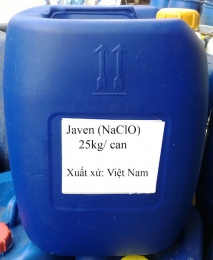 Javen (NaClO)
25kg/ can
Xuất xứ: Việt Nam